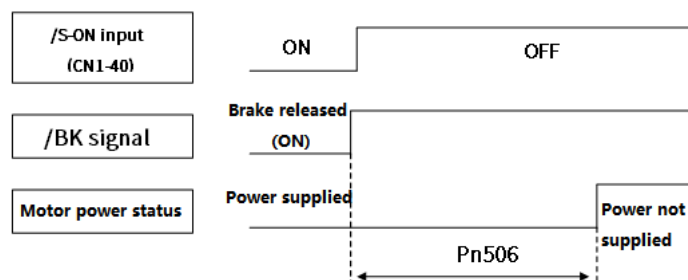 /S-ON input
(CN1-40)
ON
OFF
/BK signal
Brake released
(ON)
Motor power status
Power supplied
Power not
supplied
Pn506